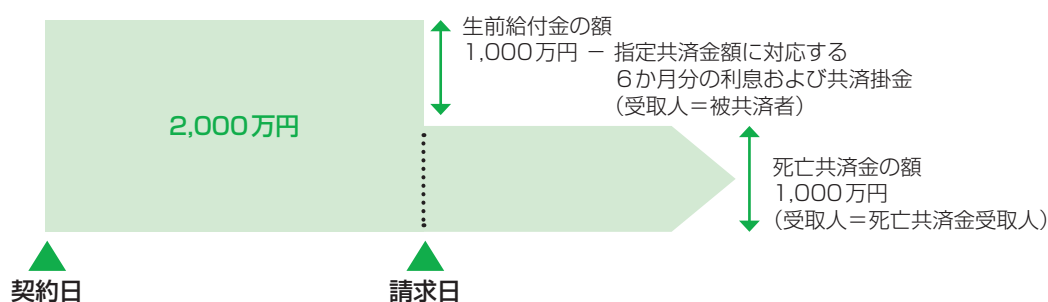 生前給付金の額
1,000万円 － 指定共済金額に対応する
6か月分の利息および共済掛金
（受取人＝被共済者）
2,000万円
死亡共済金の額
1,000万円
（受取人＝死亡共済金受取人）
契約日
請求日